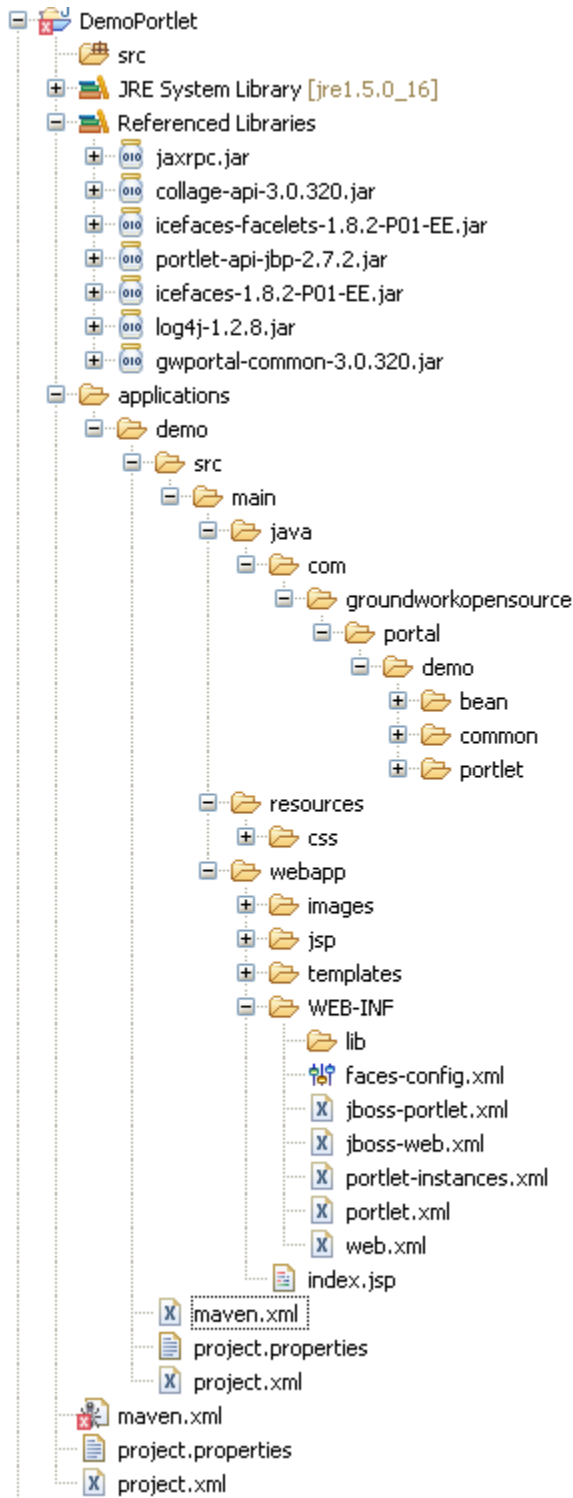 DemoPortlet
src
JRE System Library [jre1.5.0_16]
Referenced Libraries
jaxrpc.jar
collage-api-3.0.320.jar
icefaces-facelets-1.8.2-P01-EE.jar
portlet-api-jbp-2.7.2.jar
icefaces-1.8.2-P01-EE.jar
log4j-1.2.8.jar
gwportal-common-3.0.320.jar
applications
demo
src
main
java
com
groundworkopensource
portal
demo
bean
common
portlet
resources
css
webapp
images
jsp
templates
WEB-INF
lib
faces-config.xml
jboss-portlet.xml
jboss-web.xml
portlet-instances.xml
portlet.xml
web.xml
index.jsp
maven.xml
project.properties
project.xml
maven.xml
project.properties
project.xml